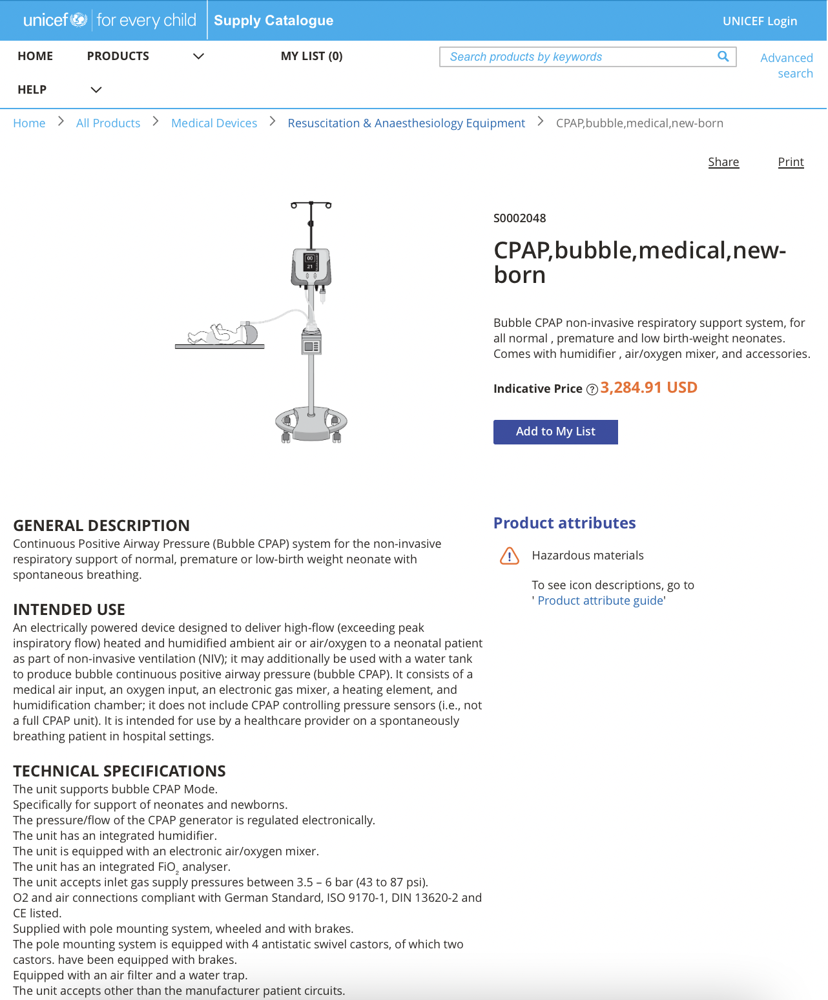 unicef for every child Supply Catalogue UNICEF Login
HOME PRODUCTS MY LIST (0) Search products by keywords Advanced search
HELP
Home All Products Medical Devices Resuscitation & Anaesthesiology Equipment CPAP,bubble,medical,new-born
Share Print
00
21
S0002048
CPAP,bubble,medical,new-
born
Bubble CPAP non-invasive respiratory support system, for
all normal , premature and low birth-weight neonates.
Comes with humidifier , air/oxygen mixer, and accessories.
Indicative Price ? 3,284.91 USD
Add to My List
GENERAL DESCRIPTION
Continuous Positive Airway Pressure (Bubble CPAP) system for the non-invasive
respiratory support of normal, premature or low-birth weight neonate with
spontaneous breathing.
INTENDED USE
An electrically powered device designed to deliver high-flow (exceeding peak
inspiratory flow) heated and humidified ambient air or air/oxygen to a neonatal patient
as part of non-invasive ventilation (NIV); it may additionally be used with a water tank
to produce bubble continuous positive airway pressure (bubble CPAP). It consists of a
medical air input, an oxygen input, an electronic gas mixer, a heating element, and
humidification chamber; it does not include CPAP controlling pressure sensors (i.e., not
a full CPAP unit). It is intended for use by a healthcare provider on a spontaneously
breathing patient in hospital settings.
TECHNICAL SPECIFICATIONS
The unit supports bubble CPAP Mode.
Specifically for support of neonates and newborns.
The pressure/flow of the CPAP generator is regulated electronically.
The unit has an integrated humidifier.
The unit is equipped with an electronic air/oxygen mixer.
The unit has an integrated FiO₂ analyser.
The unit accepts inlet gas supply pressures between 3.5 – 6 bar (43 to 87 psi).
O2 and air connections compliant with German Standard, ISO 9170-1, DIN 13620-2 and
CE listed.
Supplied with pole mounting system, wheeled and with brakes.
The pole mounting system is equipped with 4 antistatic swivel castors, of which two
castors. have been equipped with brakes.
Equipped with an air filter and a water trap.
The unit accepts other than the manufacturer patient circuits.
Product attributes
Hazardous materials
To see icon descriptions, go to
' Product attribute guide'